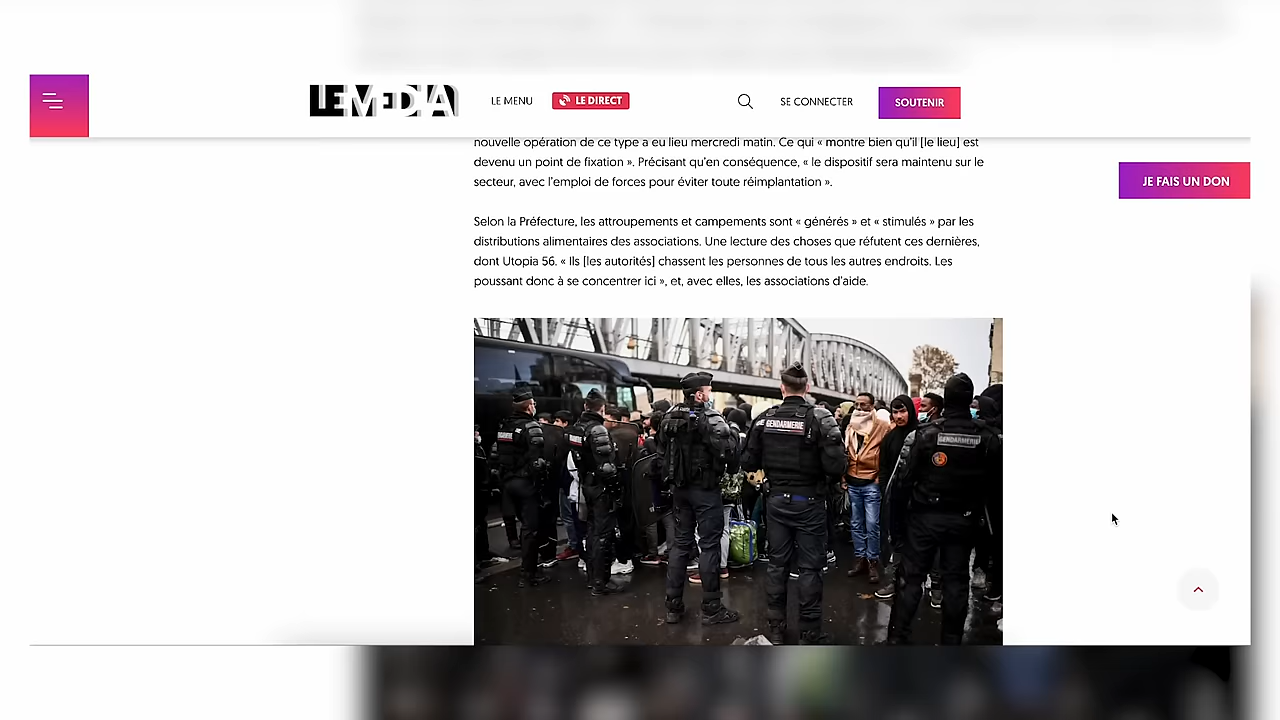 LE MEDIA
LE MENU
LE DIRECT
SE CONNECTER
SOUTENIR
nouvelle opération de ce type a eu lieu mercredi matin. Ce qui « montre bien qu'il [le lieu] est
devenu un point de fixation ». Précisant qu'en conséquence, « le dispositif sera maintenu sur le
secteur, avec l'emploi de forces pour éviter toute réimplantation ».
JE FAIS UN DON
Selon la Préfecture, les attroupements et campements sont « générés » et « stimulés » par les
distributions alimentaires des associations. Une lecture des choses que réfutent ces dernières,
dont Utopia 56. « Ils [les autorités] chassent les personnes de tous les autres endroits. Les
poussant donc à se concentrer ici », et, avec elles, les associations d'aide.
GENDARMERIE
GENDARMERIE